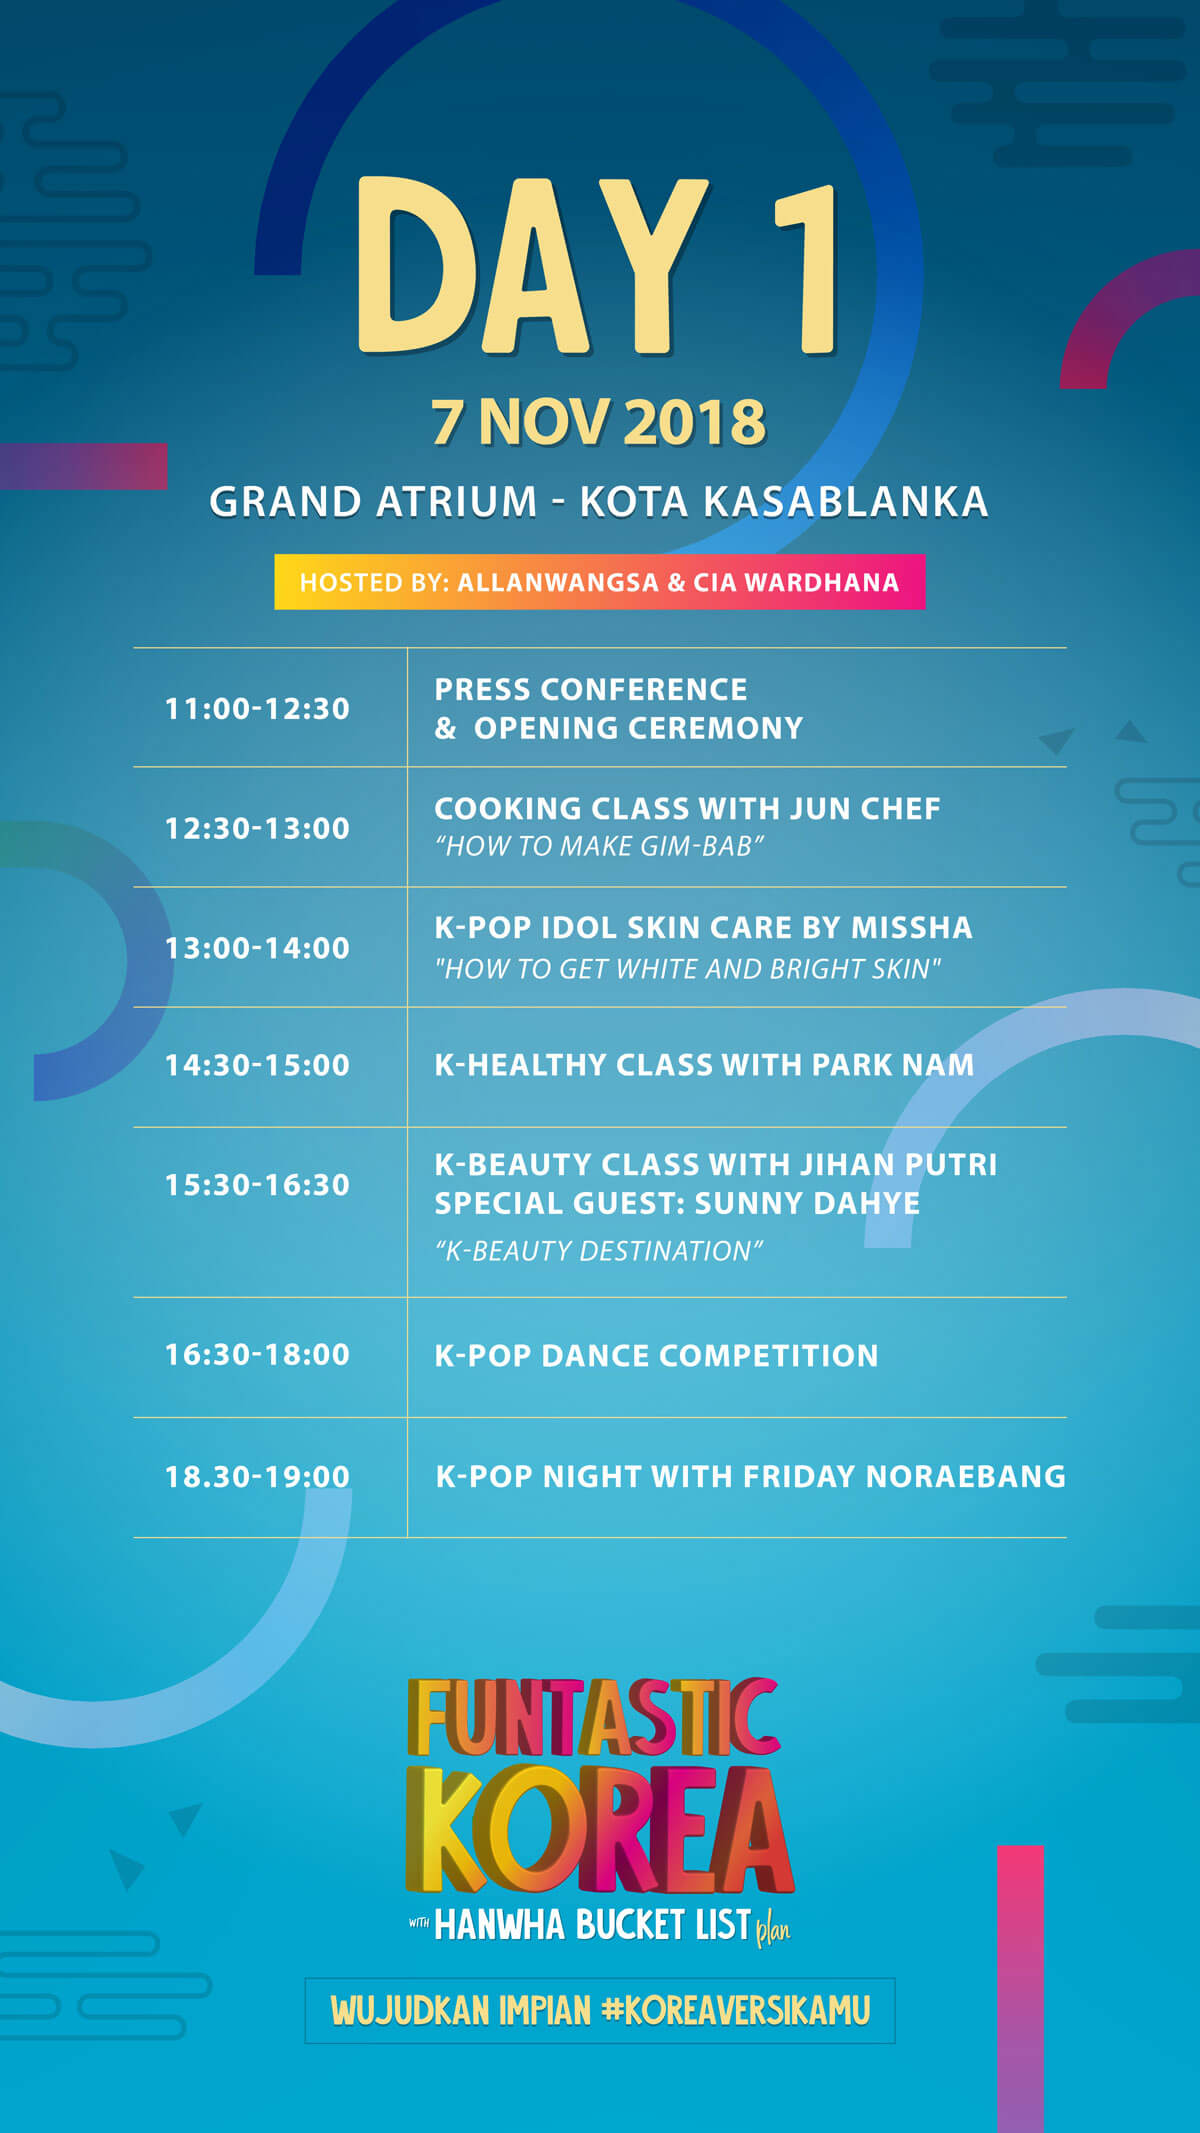 DAY 1
7 NOV 2018
GRAND ATRIUM - KOTA KASABLANKA
HOSTED BY: ALLANWANGSA & CIA WARDHANA
11:00-12:30
PRESS CONFERENCE
& OPENING CEREMONY
12:30-13:00
COOKING CLASS WITH JUN CHEF
“HOW TO MAKE GIM-BAB”
13:00-14:00
K-POP IDOL SKIN CARE BY MISSHA
"HOW TO GET WHITE AND BRIGHT SKIN"
14:30-15:00
K-HEALTHY CLASS WITH PARK NAM
15:30-16:30
K-BEAUTY CLASS WITH JIHAN PUTRI
SPECIAL GUEST: SUNNY DAHYE
“K-BEAUTY DESTINATION”
16:30-18:00
K-POP DANCE COMPETITION
18.30-19:00
K-POP NIGHT WITH FRIDAY NORAEBANG
FUNTASTIC
KOREA
WITH HANWHA BUCKET LIST plan
WUJUDKAN IMPIAN #KOREAVERSIKAMU